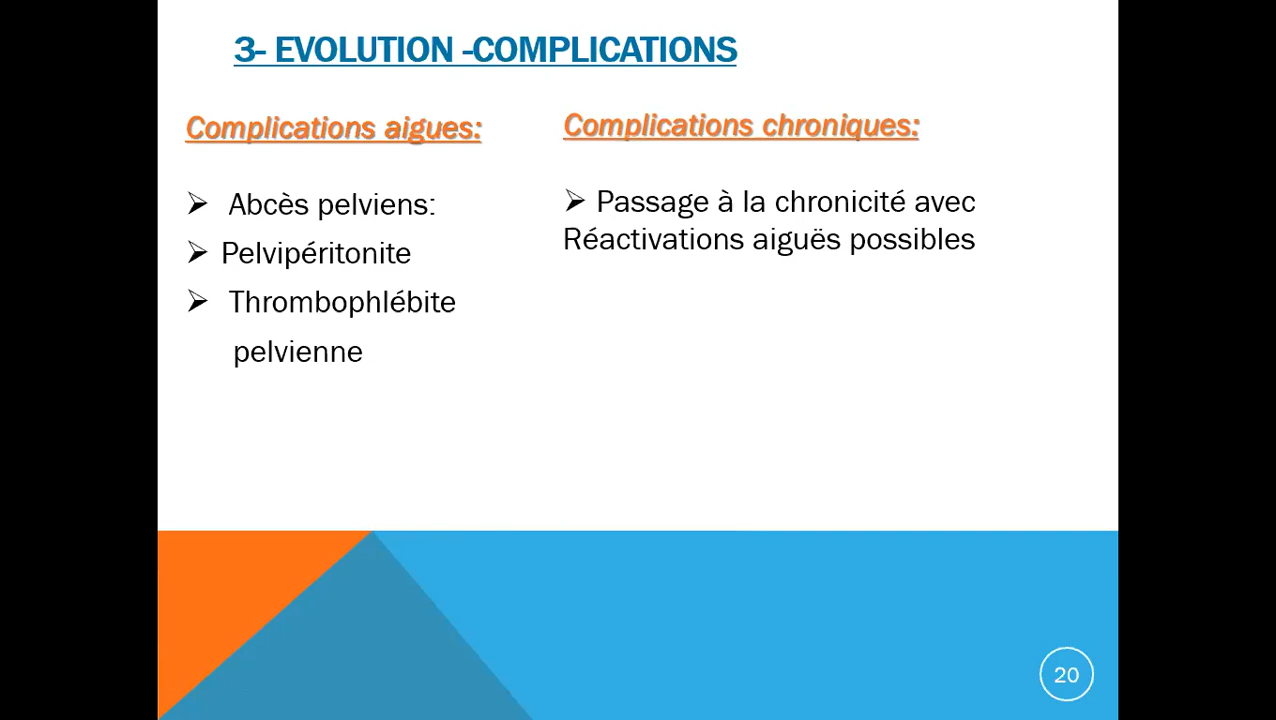 3- EVOLUTION -COMPLICATIONS
Complications aigues:
➢ Abcès pelviens:
➢ Pelvipéritonite
➢ Thrombophlébite
pelvienne
Complications chroniques:
➢ Passage à la chronicité avec
Réactivations aiguës possibles
20